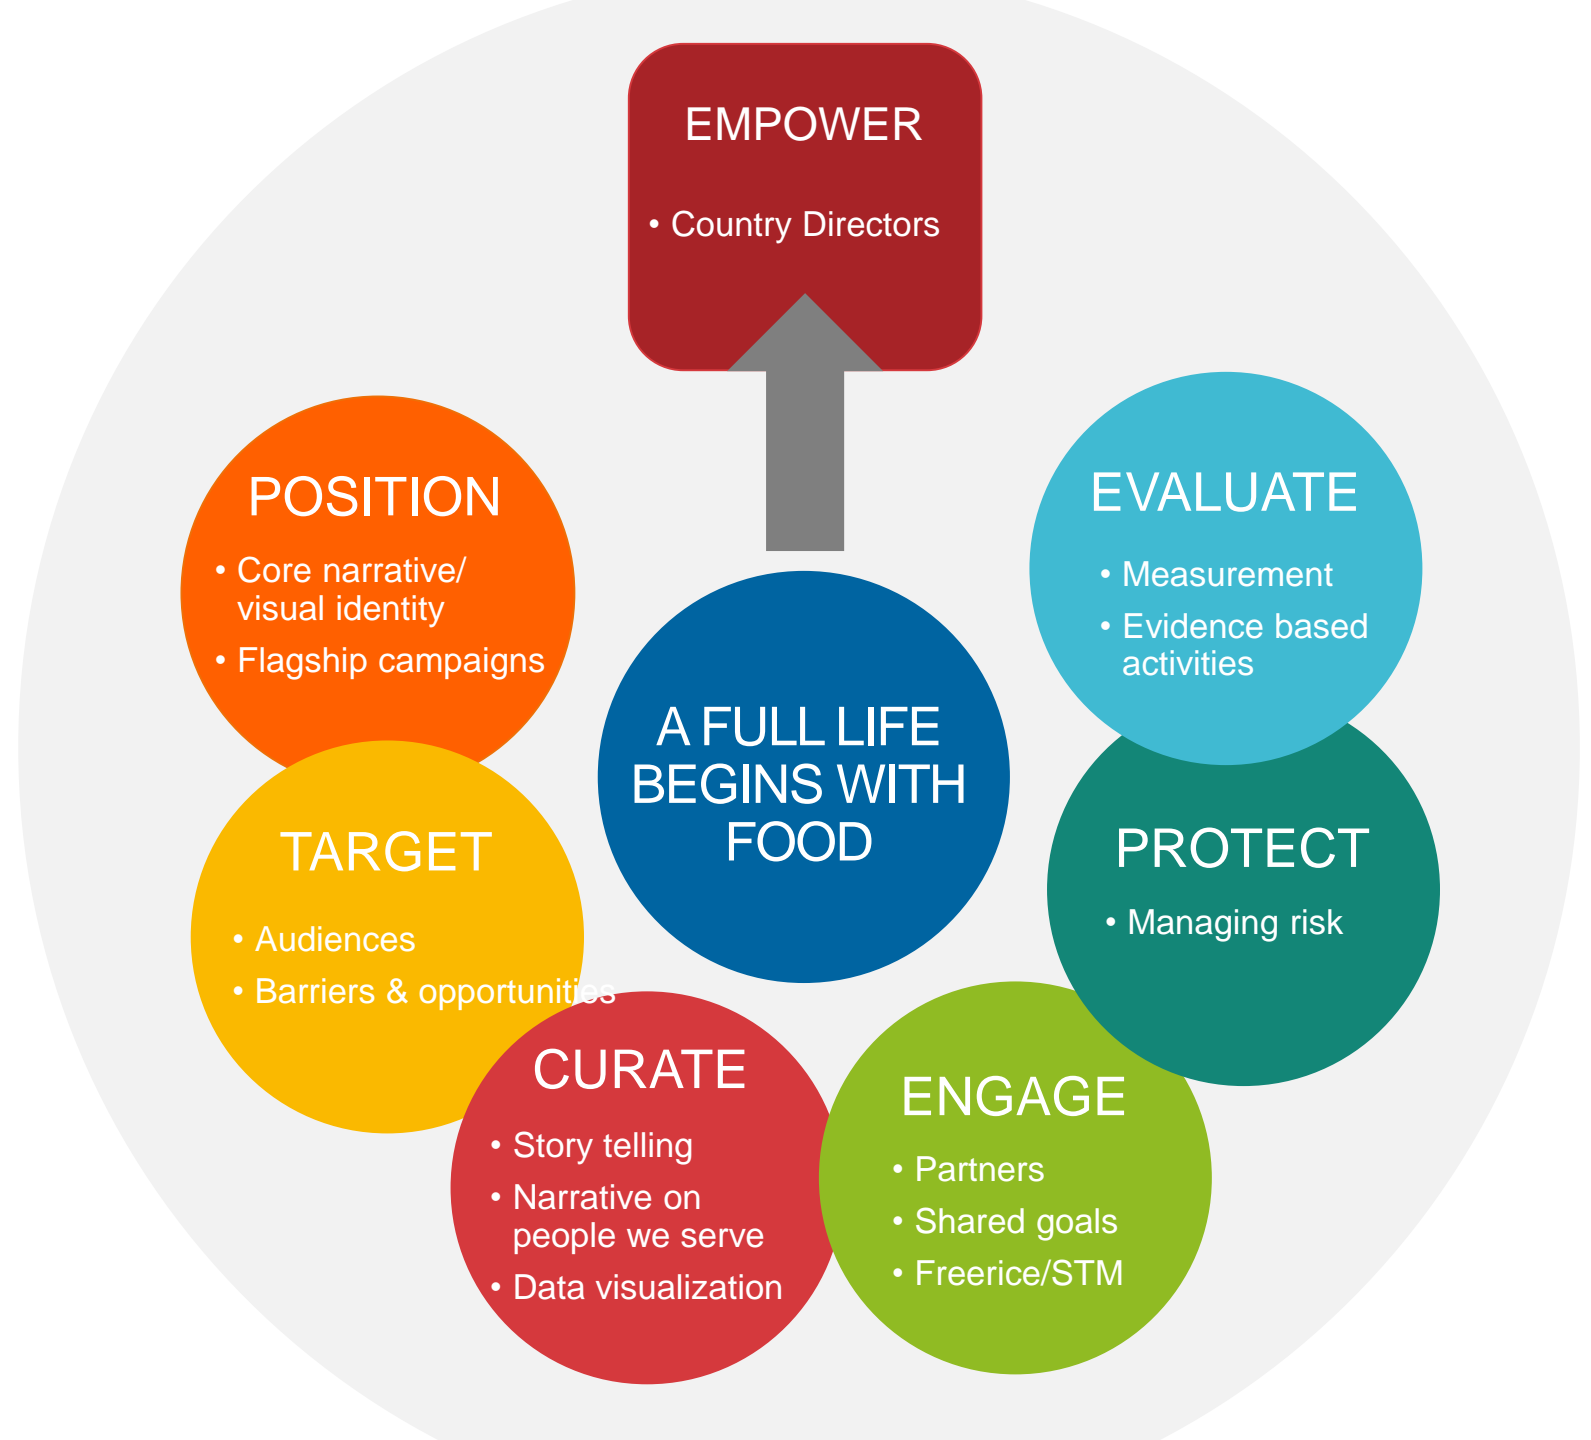 EMPOWER
• Country Directors
POSITION
• Core narrative/
visual identity
• Flagship campaigns
TARGET
• Audiences
• Barriers & opportunities
CURATE
• Story telling
• Narrative on
people we serve
• Data visualization
ENGAGE
• Partners
• Shared goals
• Freerice/STM
PROTECT
• Managing risk
EVALUATE
• Measurement
• Evidence based
activities
A FULL LIFE
BEGINS WITH
FOOD